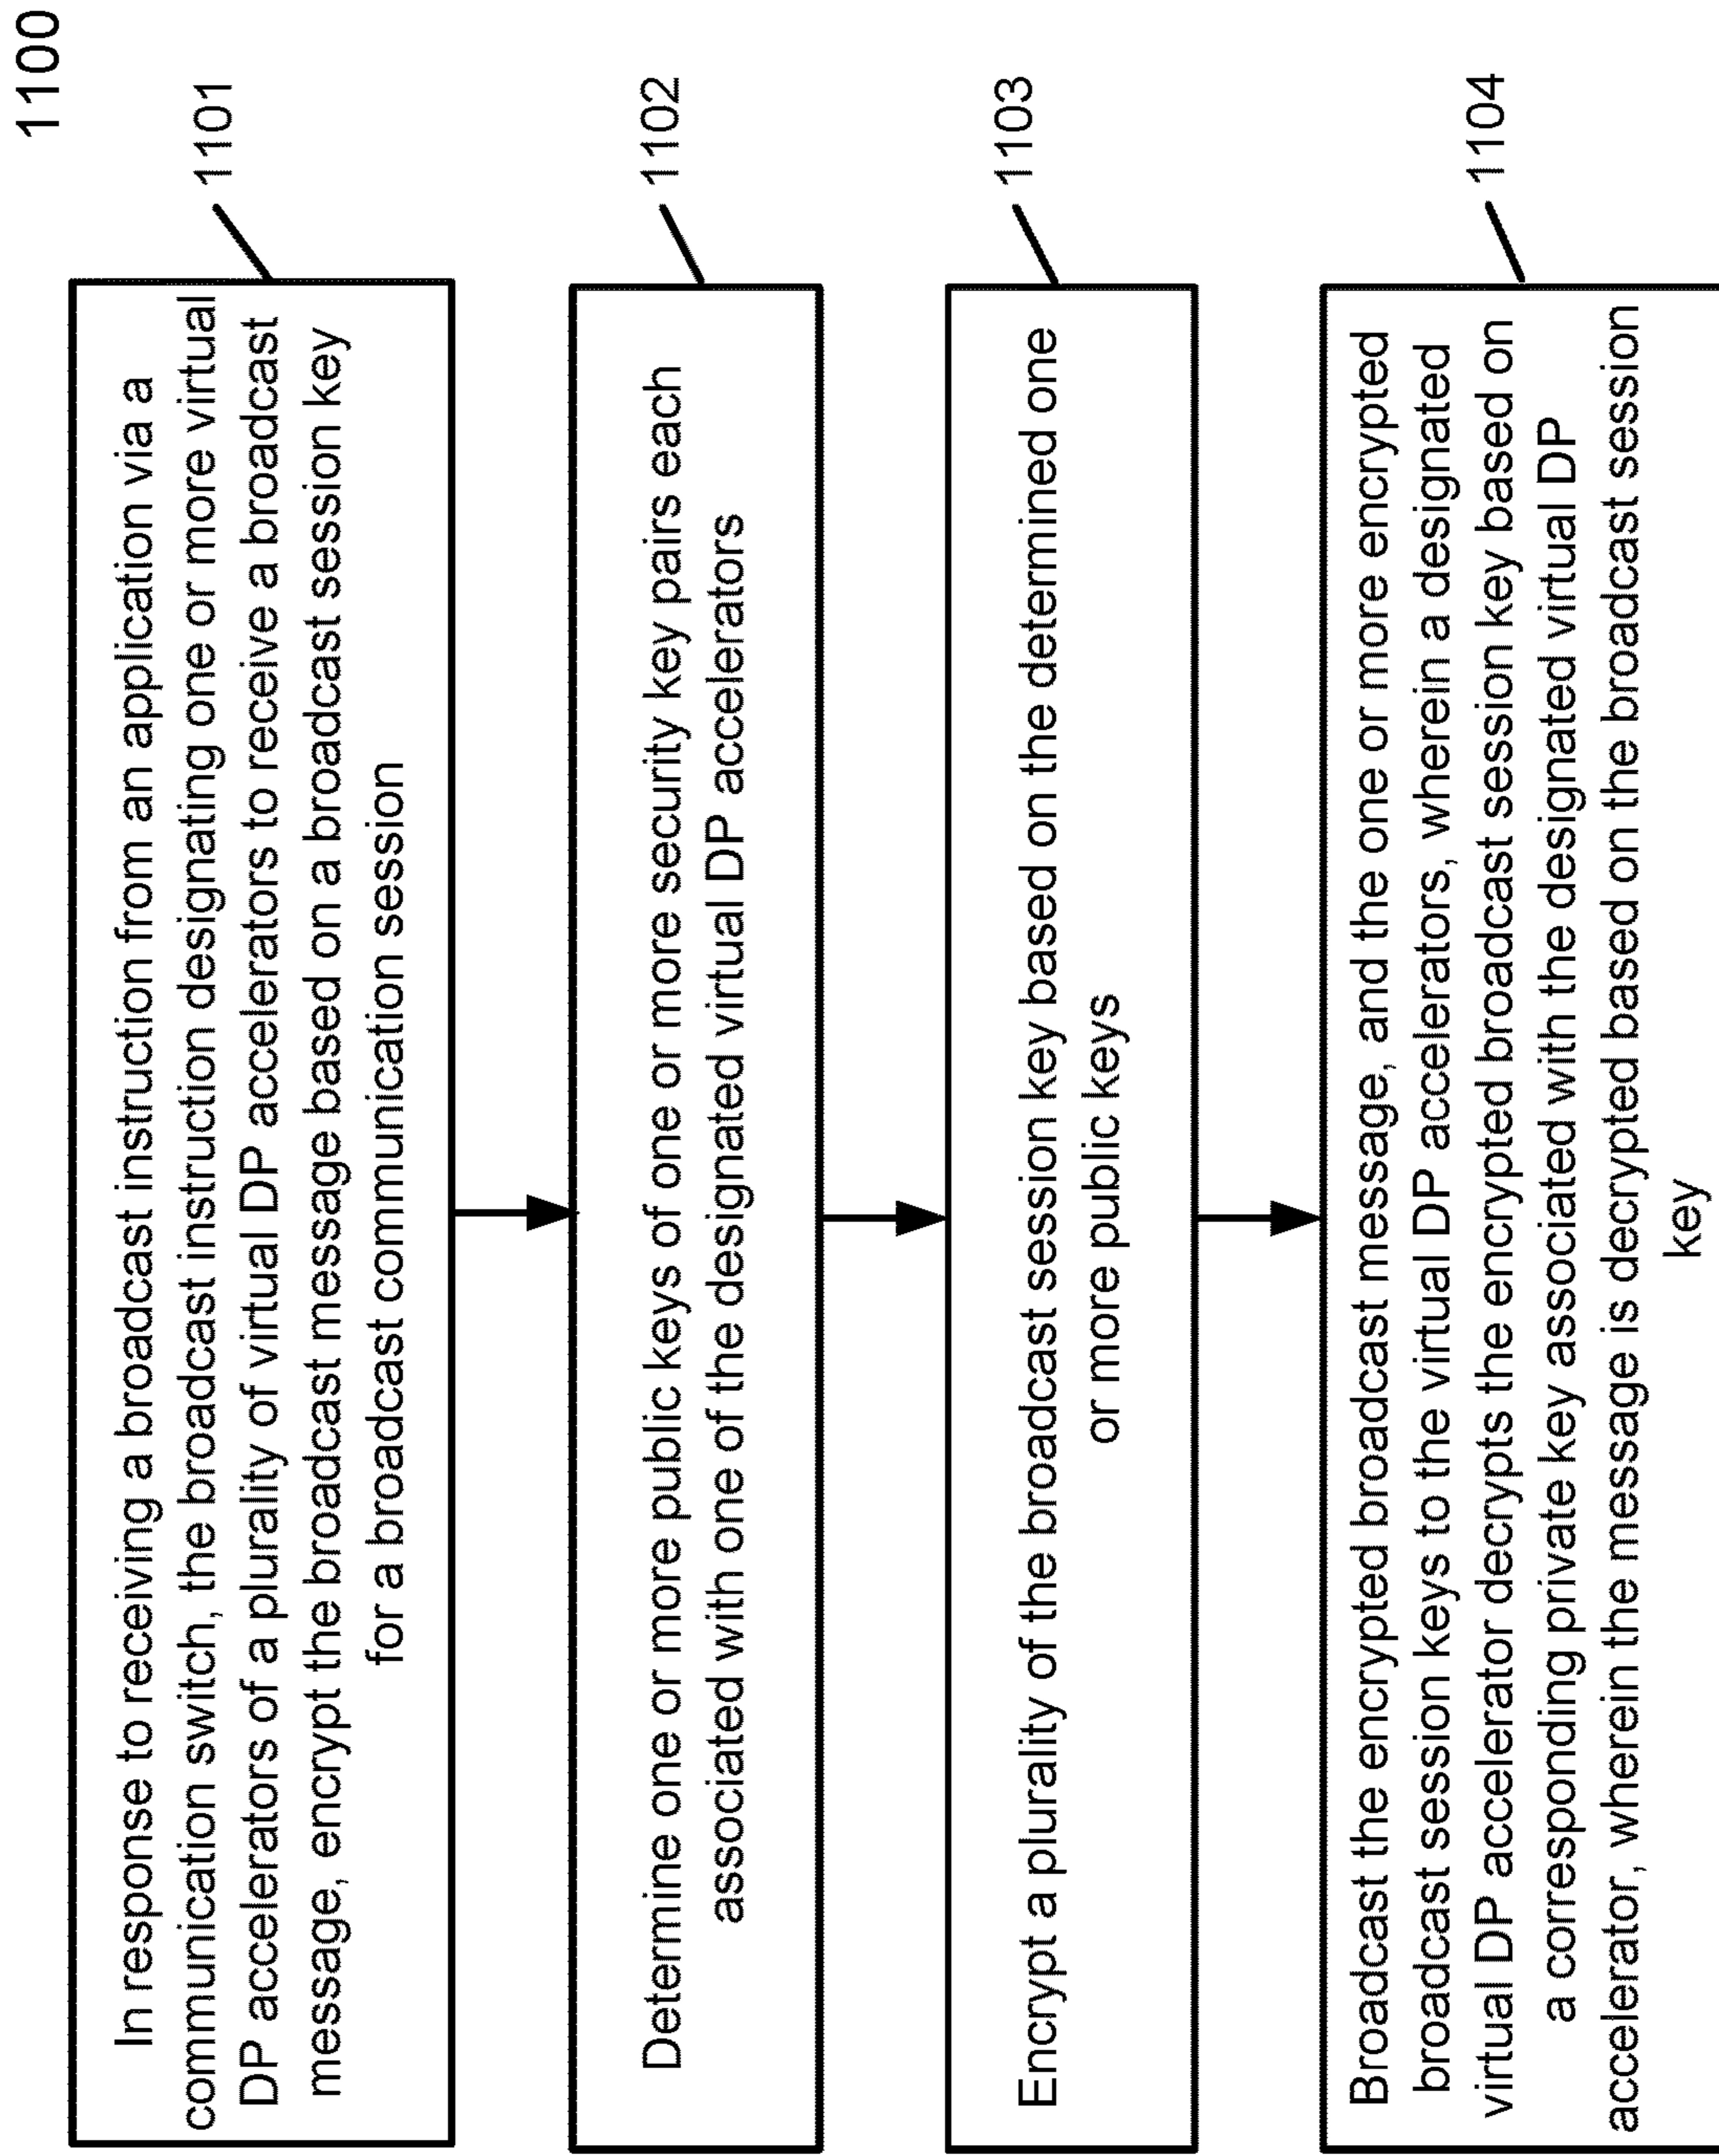 1100
In response to receiving a broadcast instruction from an application via a
communication switch, the broadcast instruction designating one or more virtual
DP accelerators of a plurality of virtual DP accelerators to receive a broadcast
message, encrypt the broadcast message based on a broadcast session key
for a broadcast communication session
1101
Determine one or more public keys of one or more security key pairs each
associated with one of the designated virtual DP accelerators
1102
Encrypt a plurality of the broadcast session key based on the determined one
or more public keys
1103
Broadcast the encrypted broadcast message, and the one or more encrypted
broadcast session keys to the virtual DP accelerators, wherein a designated
virtual DP accelerator decrypts the encrypted broadcast session key based on
a corresponding private key associated with the designated virtual DP
accelerator, wherein the message is decrypted based on the broadcast session
key
1104